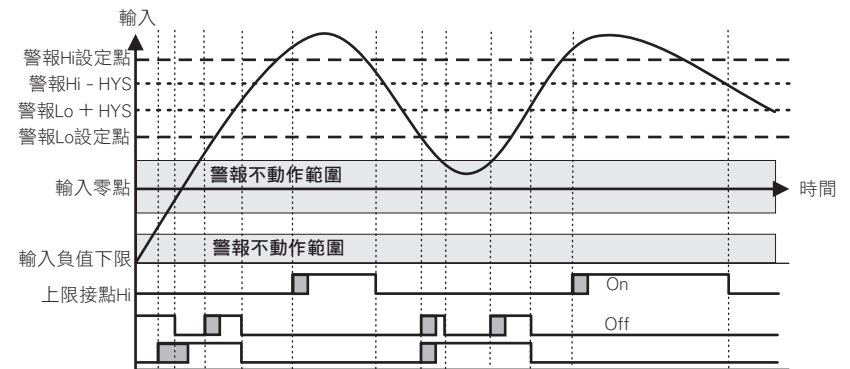 輸入
警報Hi設定點
警報Hi - HYS
警報Lo + HYS
警報Lo設定點
警報不動作範圍
輸入零點
時間
警報不動作範圍
輸入負值下限
上限接點Hi
On
Off